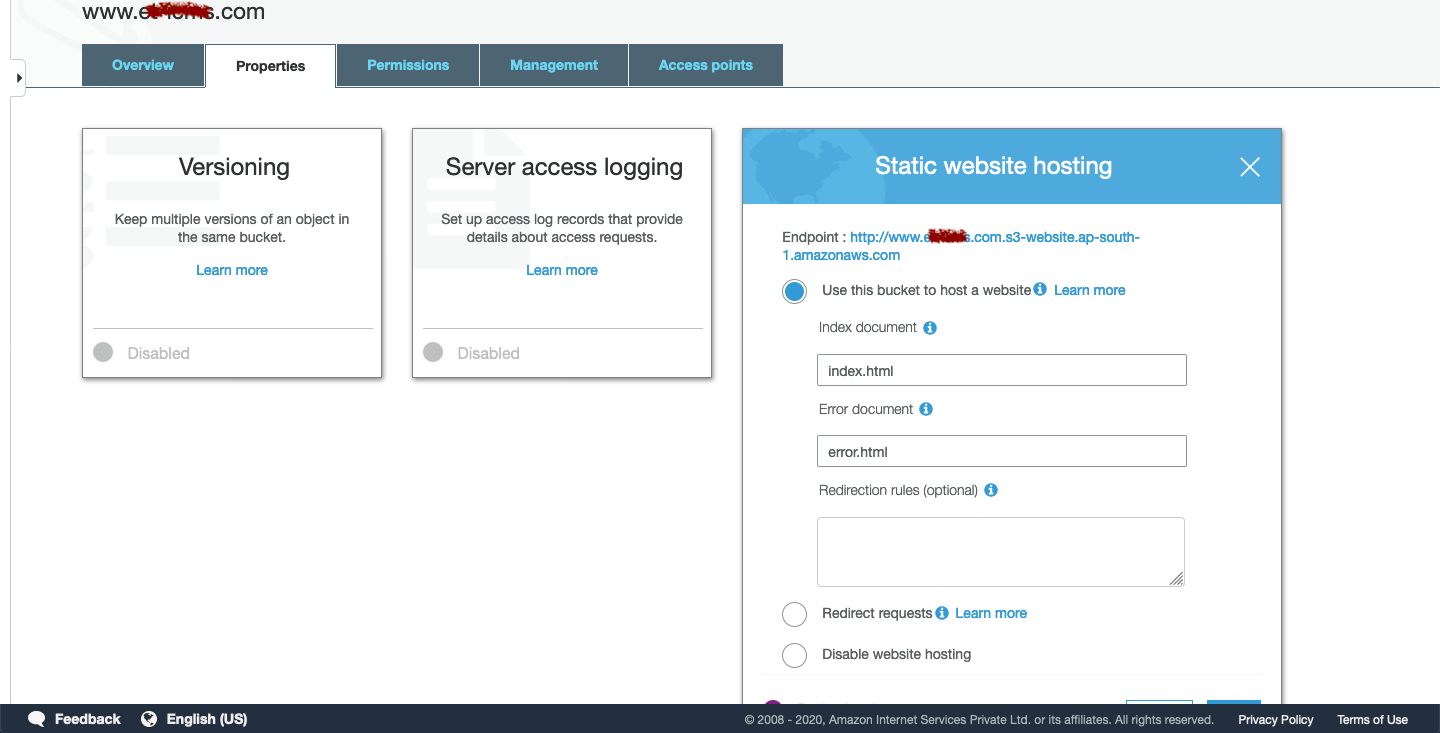 .com
Overview
Properties
Permissions
Management
Access points
Versioning
Keep multiple versions of an object in
the same bucket.
Learn more
Disabled
Server access logging
Set up access log records that provide
details about access requests.
Learn more
Disabled
Static website hosting
Endpoint : http://www. .com.s3-website.ap-south-
1.amazonaws.com
Use this bucket to host a website Learn more
Index document
index.html
Error document
error.html
Redirection rules (optional)
Redirect requests Learn more
Disable website hosting
Feedback English (US) © 2008 - 2020, Amazon Internet Services Private Ltd. or its affiliates. All rights reserved. Privacy Policy Terms of Use